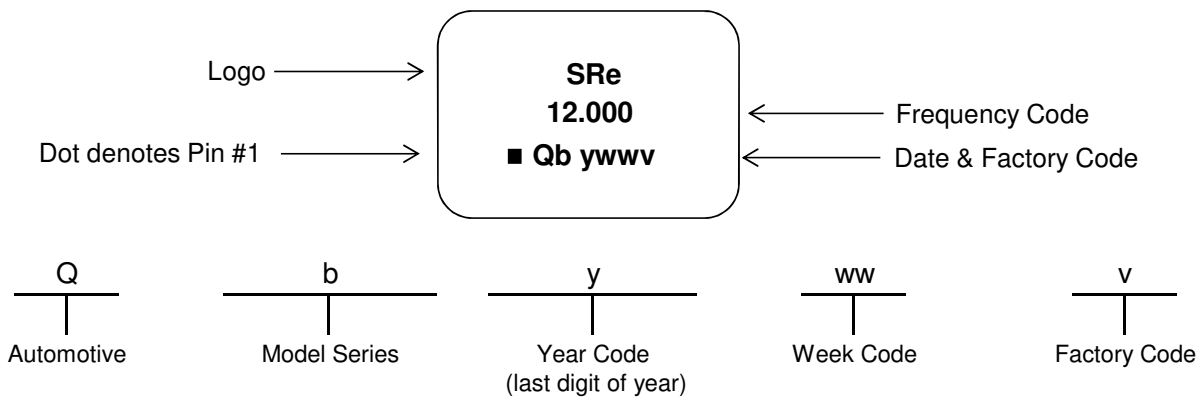 SRe
Logo
12.000
Frequency Code
Dot denotes Pin #1
■ Qb ywwv
Date & Factory Code
Q b y ww v
Automotive Model Series Year Code Week Code Factory Code
(last digit of year)